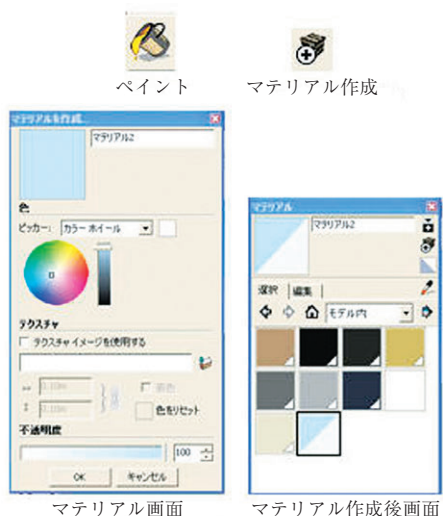 ペイント
マテリアル作成
マテリアルを作成...
マテリアル2
色
ピッカー: カラー ホイール
テクスチャ
テクスチャ イメージを使用する
0.10m
0.10m
色をリセット
不透明度
100
OK キャンセル
マテリアル画面
マテリアル
マテリアル2
選択 編集
モデル内
マテリアル作成後画面